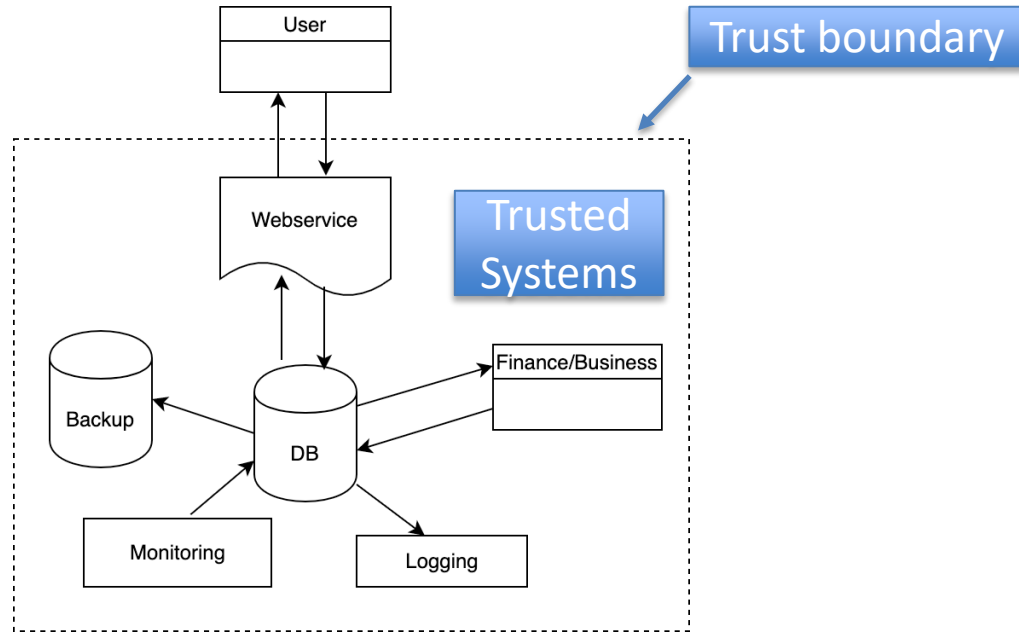 User
Trust boundary
Webservice
Trusted
Systems
Finance/Business
Backup
DB
Monitoring
Logging